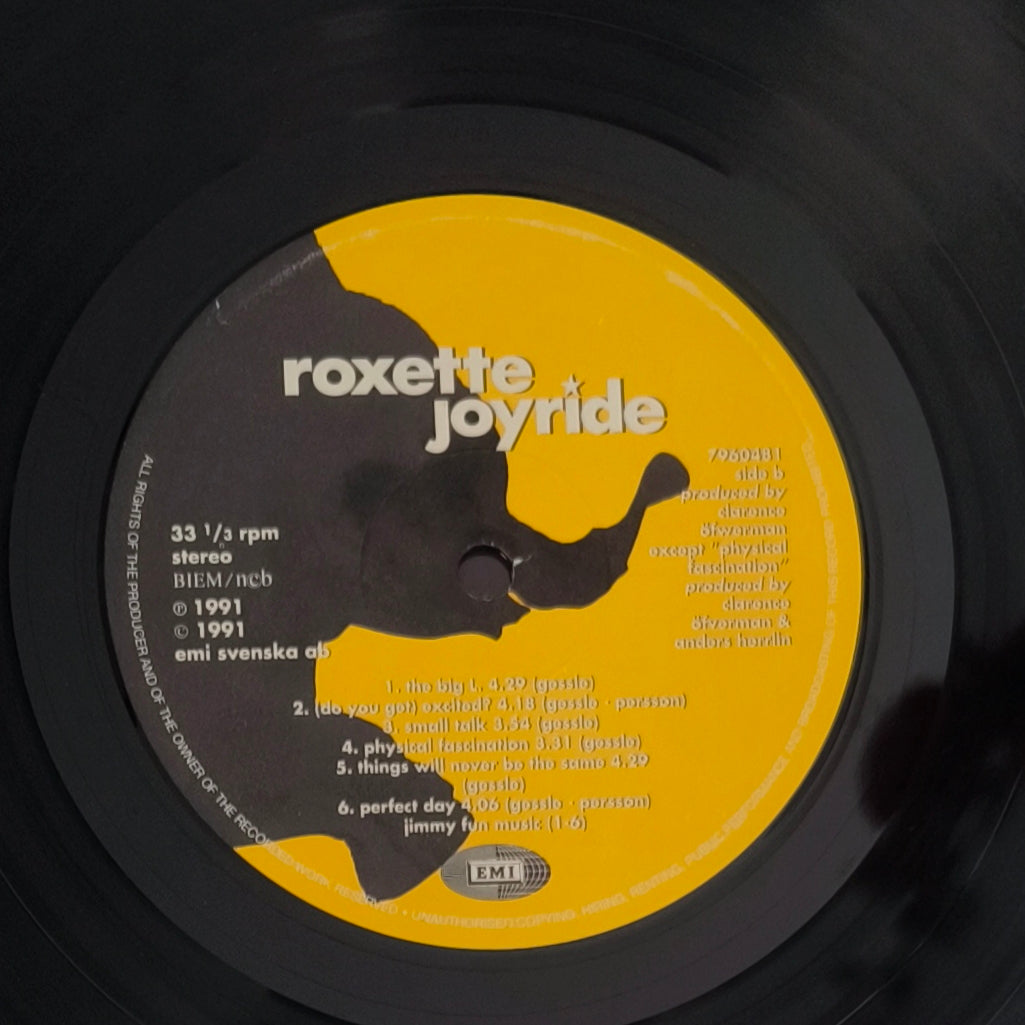 roxette
joyride
7960481
side b
produced by
clarence
öfwerman
except "physical
fascination"
produced by
clarence
öfwerman &
anders herrlin
33 1/3 rpm
stereo
BIEM/ncb
℗ 1991
© 1991
emi svenska ab
1. the big l. 4.29 (gessle)
2. (do you get) excited? 4.18 (gessle · persson)
3. small talk 3.54 (gessle)
4. physical fascination 3.31 (gessle)
5. things will never be the same 4.29
(gessle)
6. perfect day 4.06 (gessle · persson)
jimmy fun music (1-6)
EMI
ALL RIGHTS OF THE PRODUCER AND OF THE OWNER OF THE RECORDED WORK RESERVED • UNAUTHORISED COPYING, HIRING, RENTING, PUBLIC PERFORMANCE AND BROADCASTING OF THIS RECORD PROHIBITED